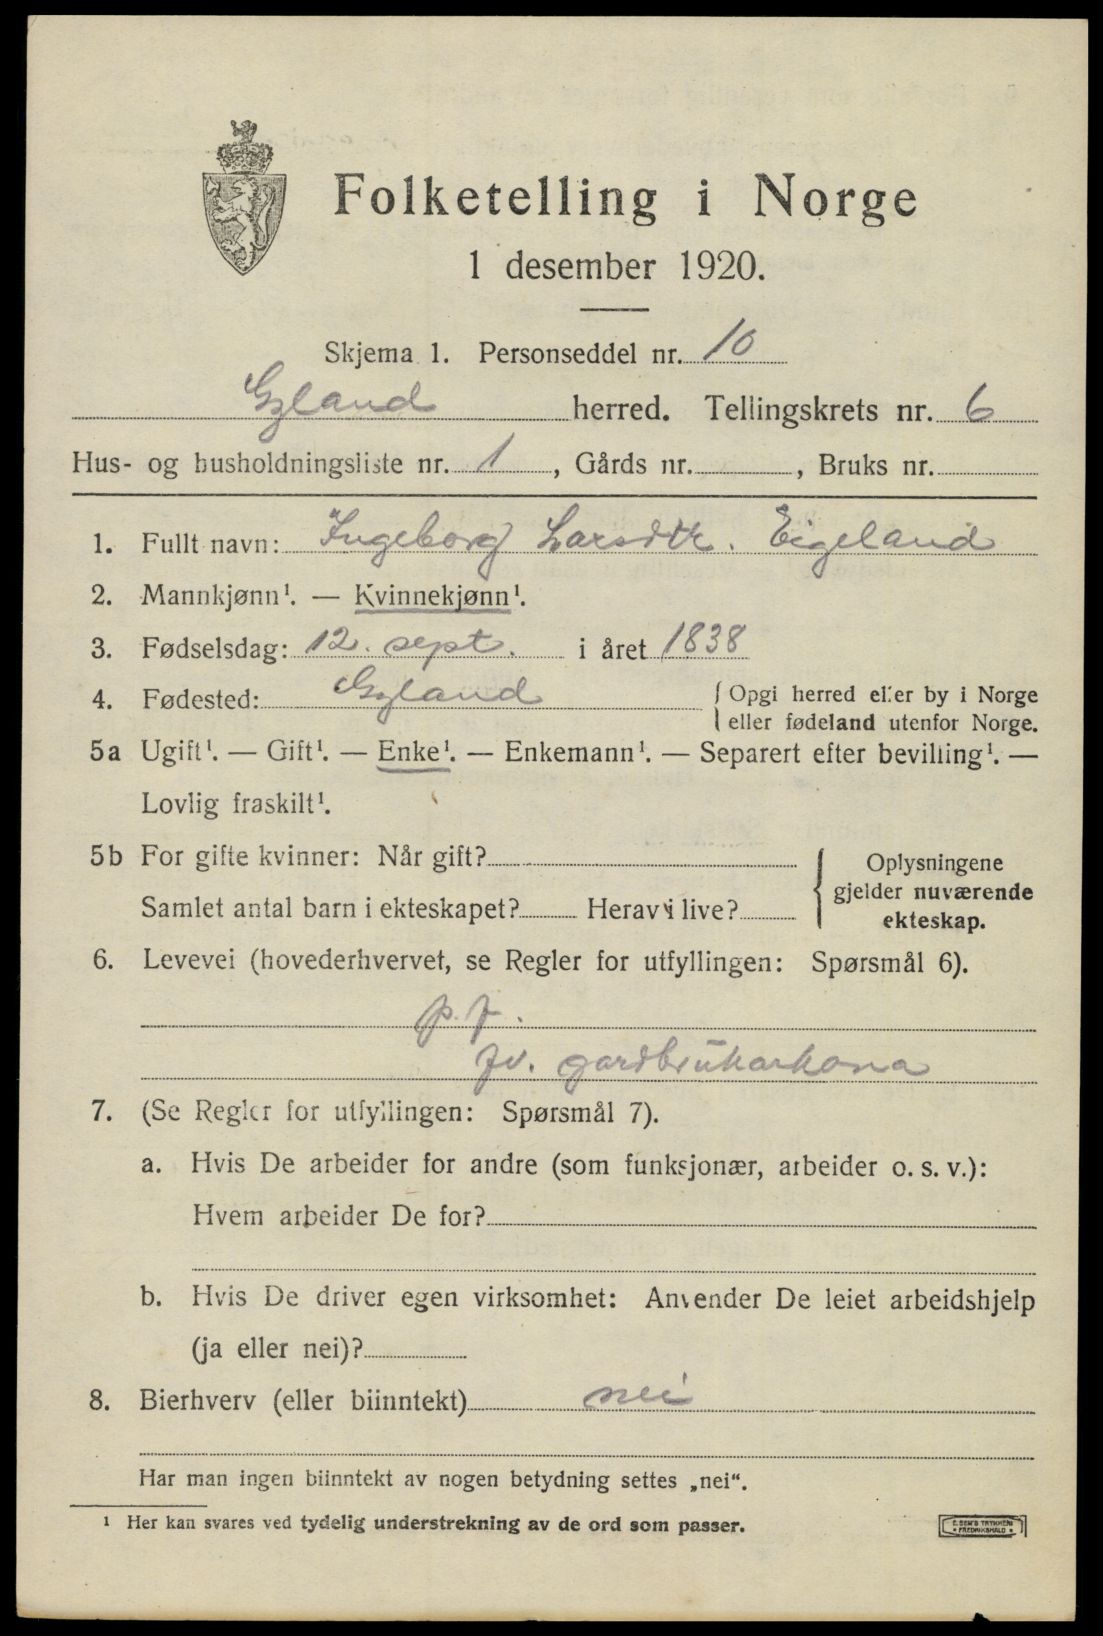 Folketelling i Norge
1 desember 1920.
Skjema 1. Personseddel nr. 10
Gyland herred. Tellingskrets nr. 6
Hus- og husholdningsliste nr. 1, Gårds nr. , Bruks nr.
1. Fullt navn: Ingeborg Larsdtr. Eigeland
2. Mannkjønn¹. — Kvinnekjønn¹.
3. Fødselsdag: 12. sept. i året 1838
4. Fødested: Gyland { Opgi herred eller by i Norge
eller fødeland utenfor Norge.
5a Ugift¹. — Gift¹. — Enke¹. — Enkemann¹. — Separert efter bevilling¹. —
Lovlig fraskilt¹.
5b For gifte kvinner: Når gift?
Samlet antal barn i ekteskapet? Herav i live?
{ Oplysningene
gjelder nuværende
ekteskap.
6. Levevei (hovederhvervet, se Regler for utfyllingen: Spørsmål 6).
p. f.
fv. gardbrukarkona
7. (Se Regler for utfyllingen: Spørsmål 7).
a. Hvis De arbeider for andre (som funksjonær, arbeider o. s. v.):
Hvem arbeider De for?
b. Hvis De driver egen virksomhet: Anvender De leiet arbeidshjelp
(ja eller nei)?
8. Bierhverv (eller biinntekt) nei
Har man ingen biinntekt av nogen betydning settes „nei“.
¹ Her kan svares ved tydelig understrekning av de ord som passer.
E. SEM'S TRYKKERI
• FREDRIKSHALD •